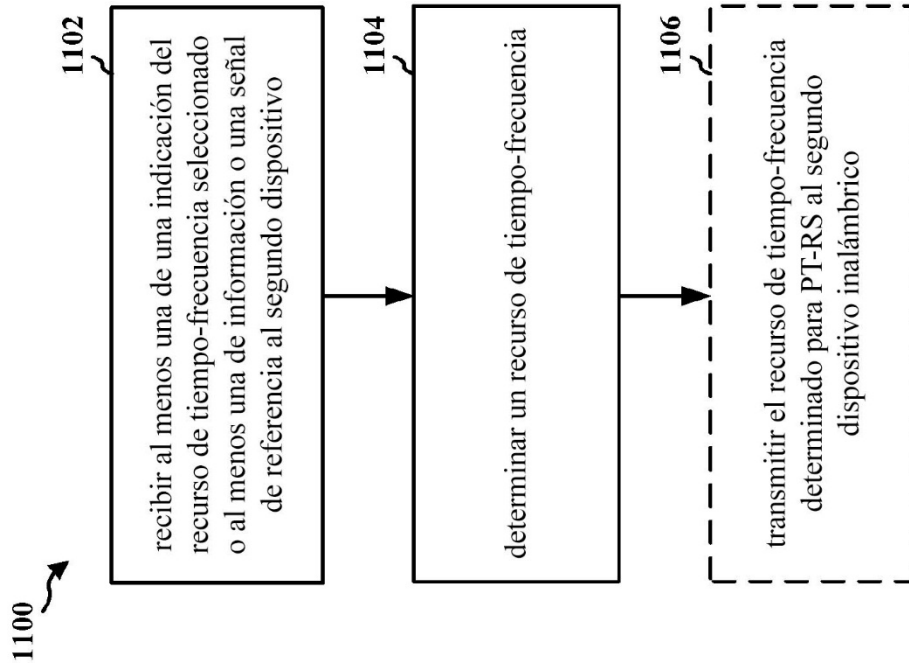 1100
1102
recibir al menos una de una indicación del
recurso de tiempo-frecuencia seleccionado
o al menos una de información o una señal
de referencia al segundo dispositivo
1104
determinar un recurso de tiempo-frecuencia
1106
transmitir el recurso de tiempo-frecuencia
determinado para PT-RS al segundo
dispositivo inalámbrico